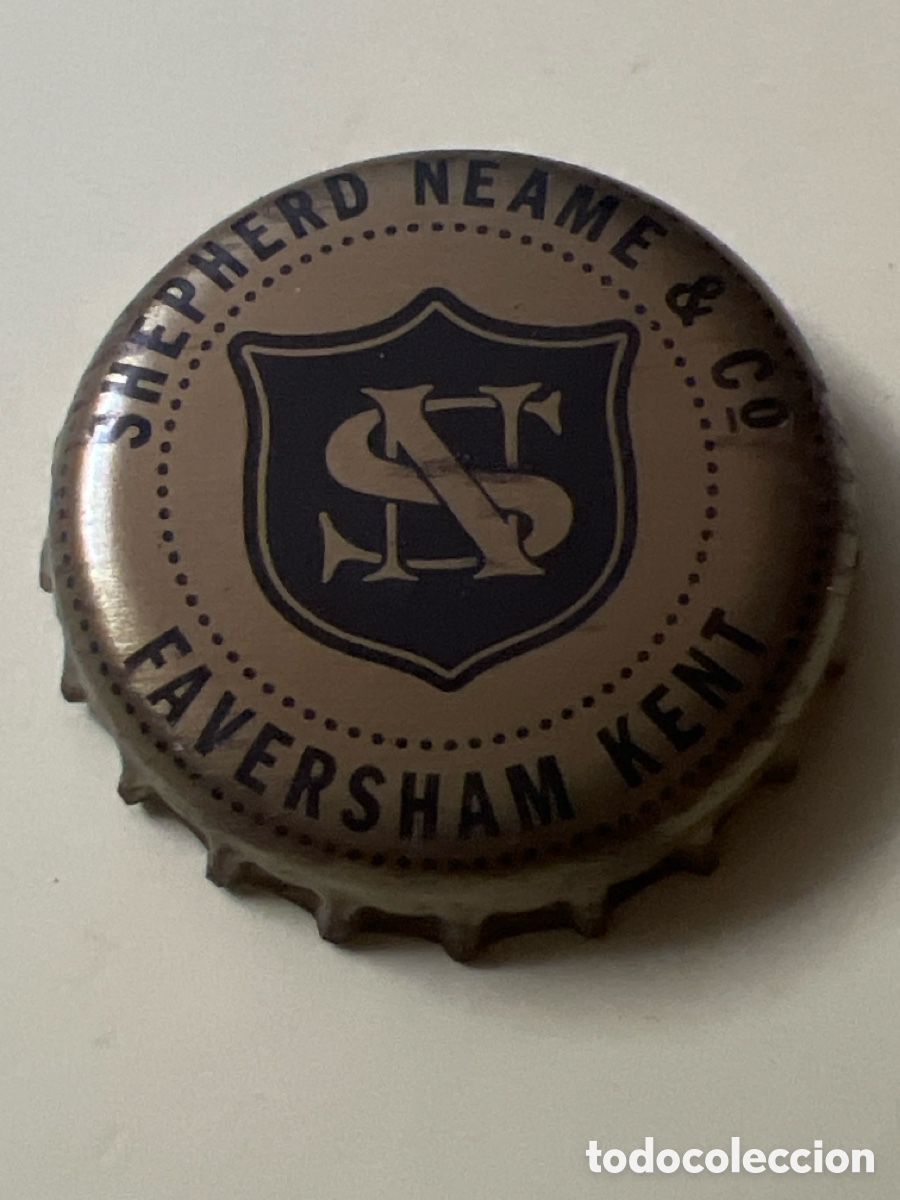 SHEPHERD NEAME & Co
SN
FAVERSHAM KENT
todocoleccion